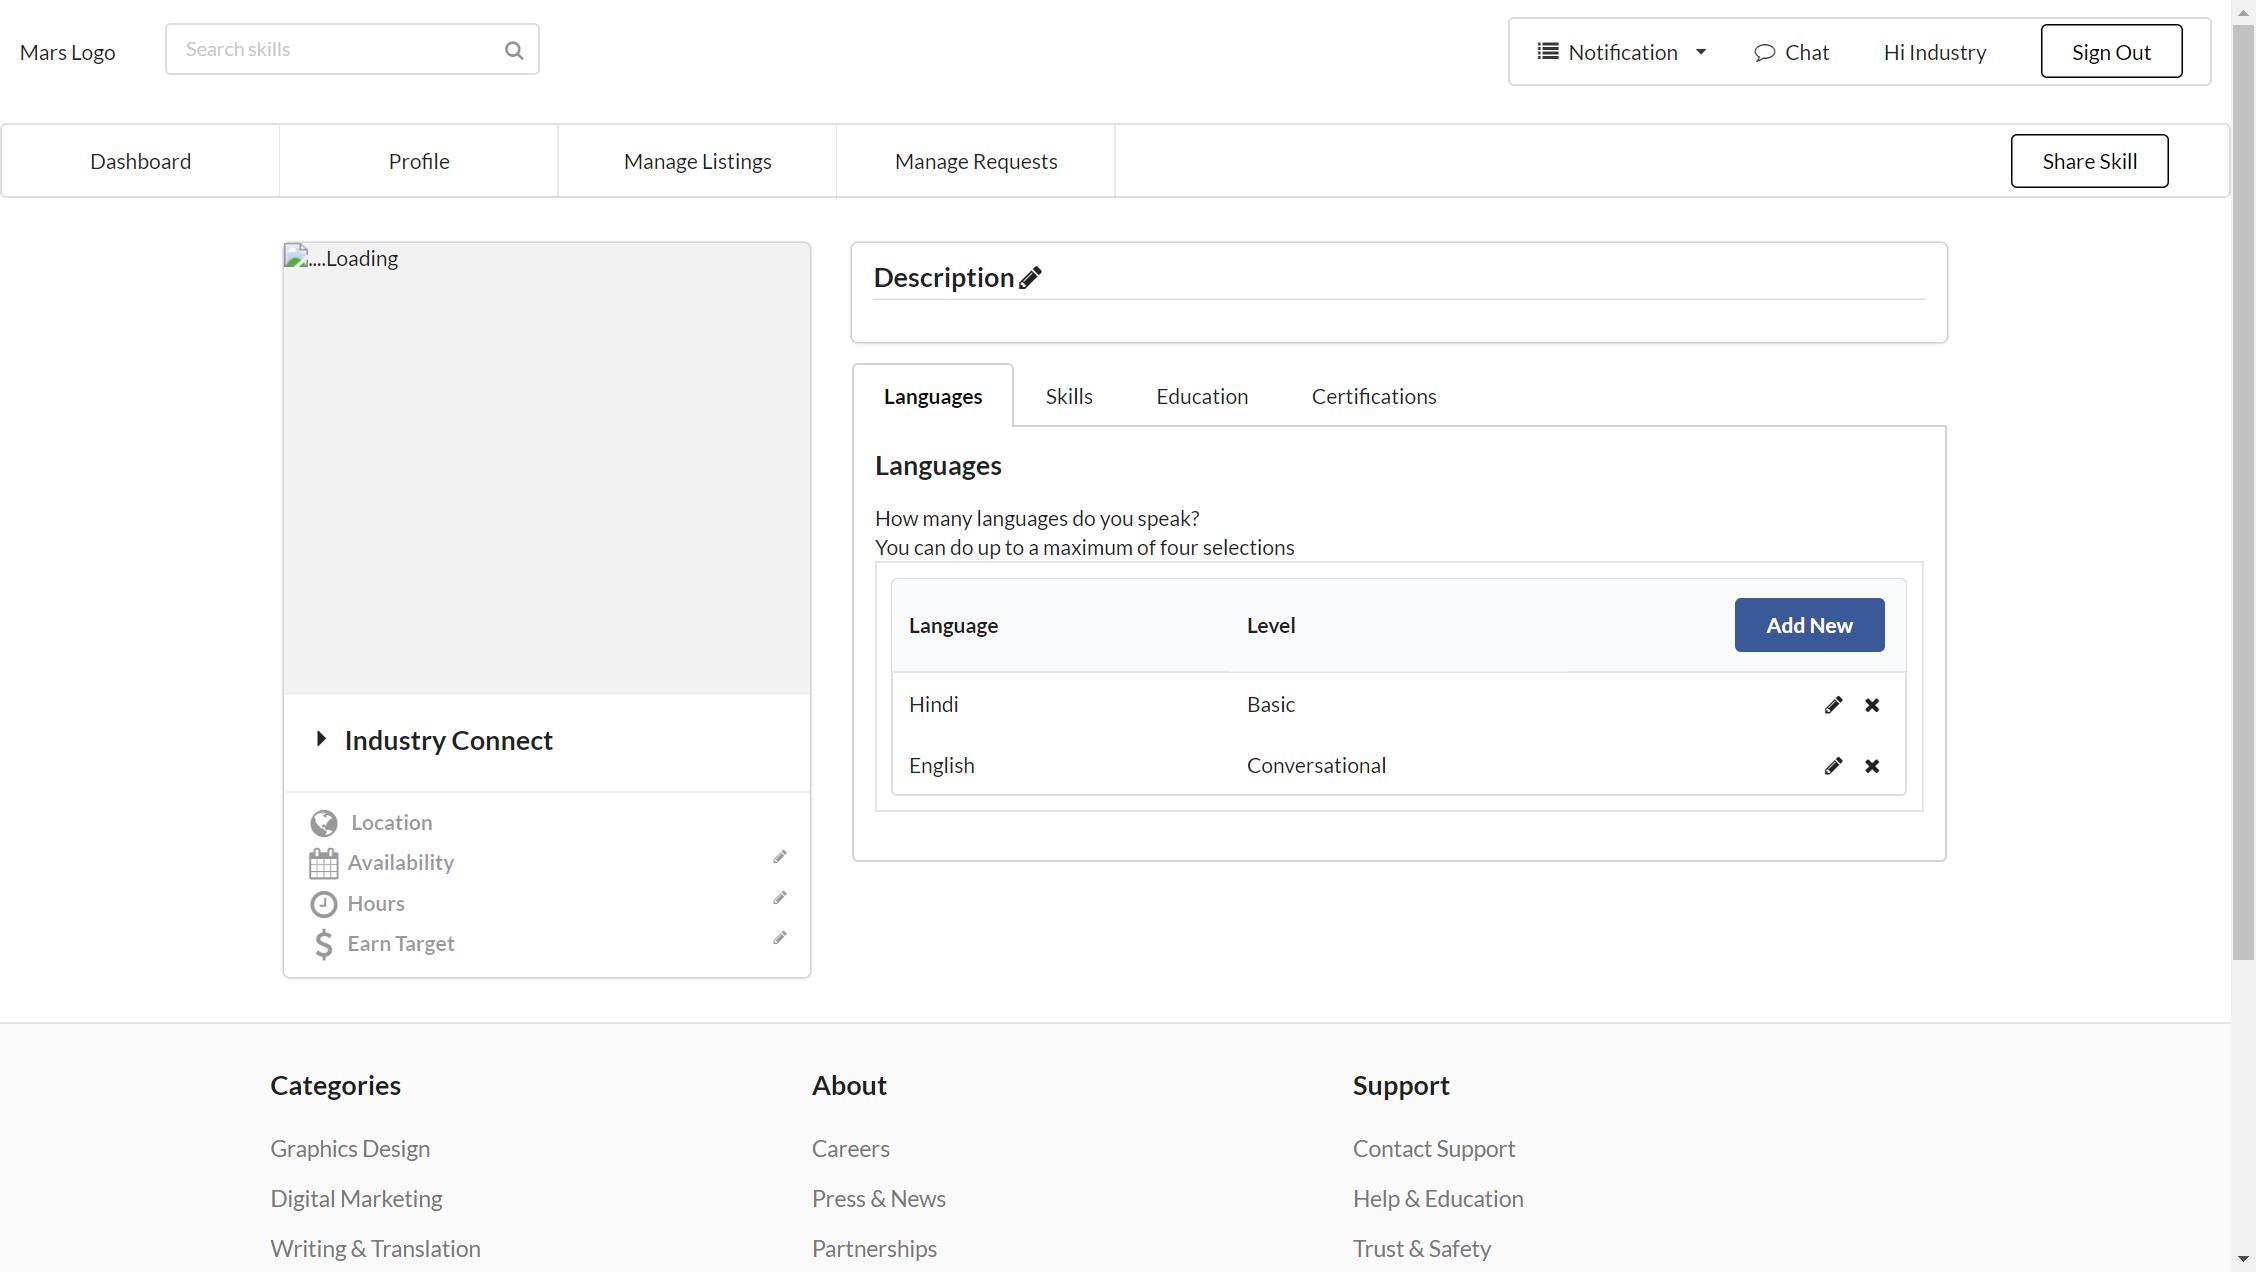 Mars Logo
Search skills
Notification
Chat
Hi Industry
Sign Out
Dashboard
Profile
Manage Listings
Manage Requests
Share Skill
....Loading
Industry Connect
Location
Availability
Hours
Earn Target
Description
Languages
Skills
Education
Certifications
Languages
How many languages do you speak?
You can do up to a maximum of four selections
Language
Level
Add New
Hindi
Basic
English
Conversational
Categories
Graphics Design
Digital Marketing
Writing & Translation
About
Careers
Press & News
Partnerships
Support
Contact Support
Help & Education
Trust & Safety